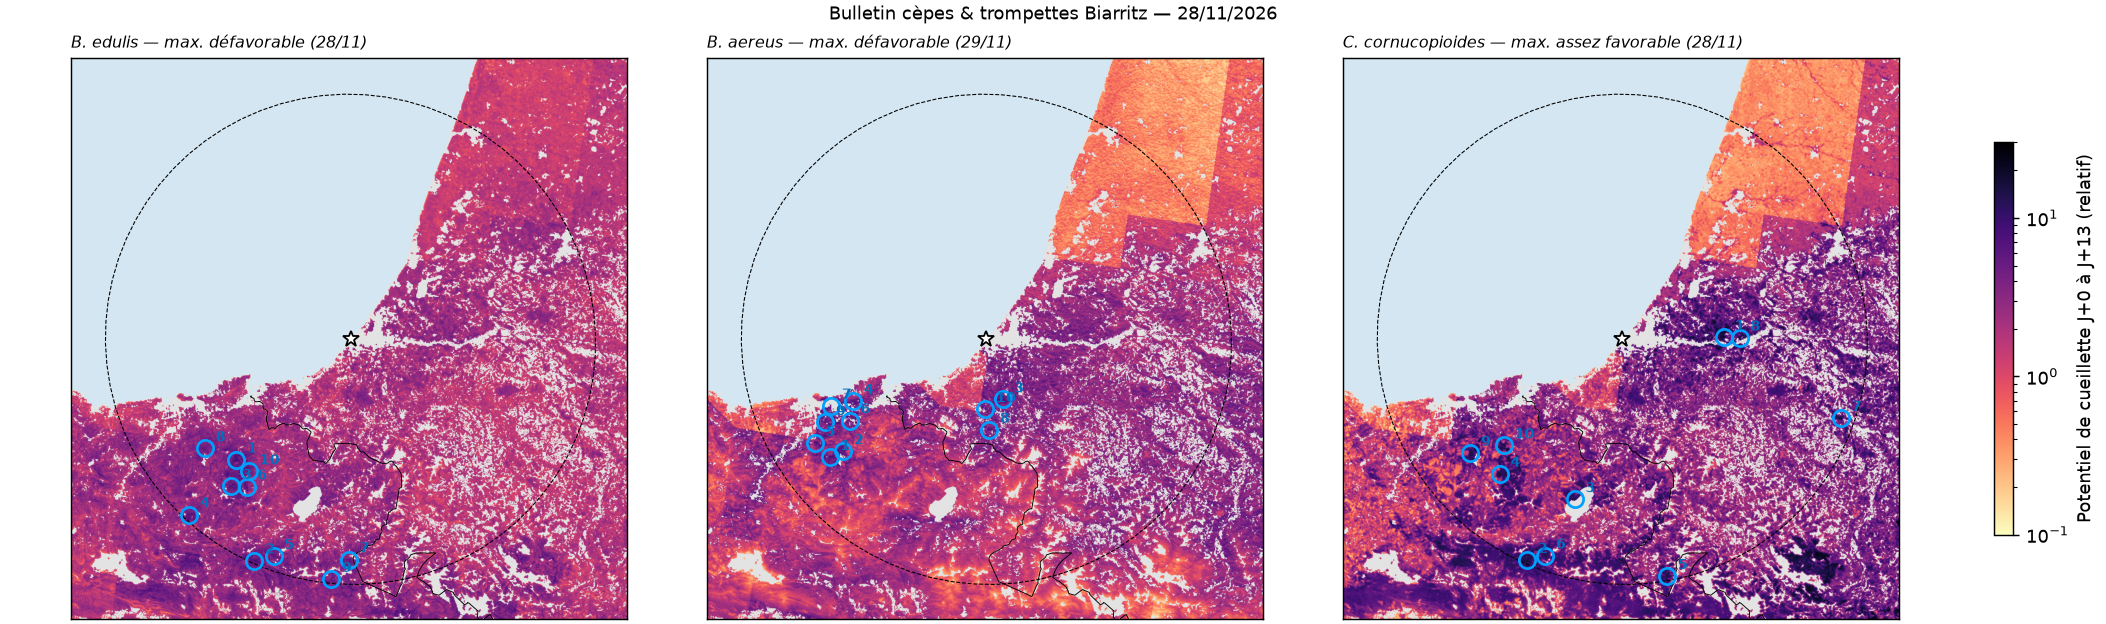 Bulletin cèpes & trompettes Biarritz — 28/11/2026
B. edulis — max. défavorable (28/11)
B. aereus — max. défavorable (29/11)
C. cornucopioides — max. assez favorable (28/11)
10¹
10⁰
10⁻¹
Potentiel de cueillette J+0 à J+13 (relatif)